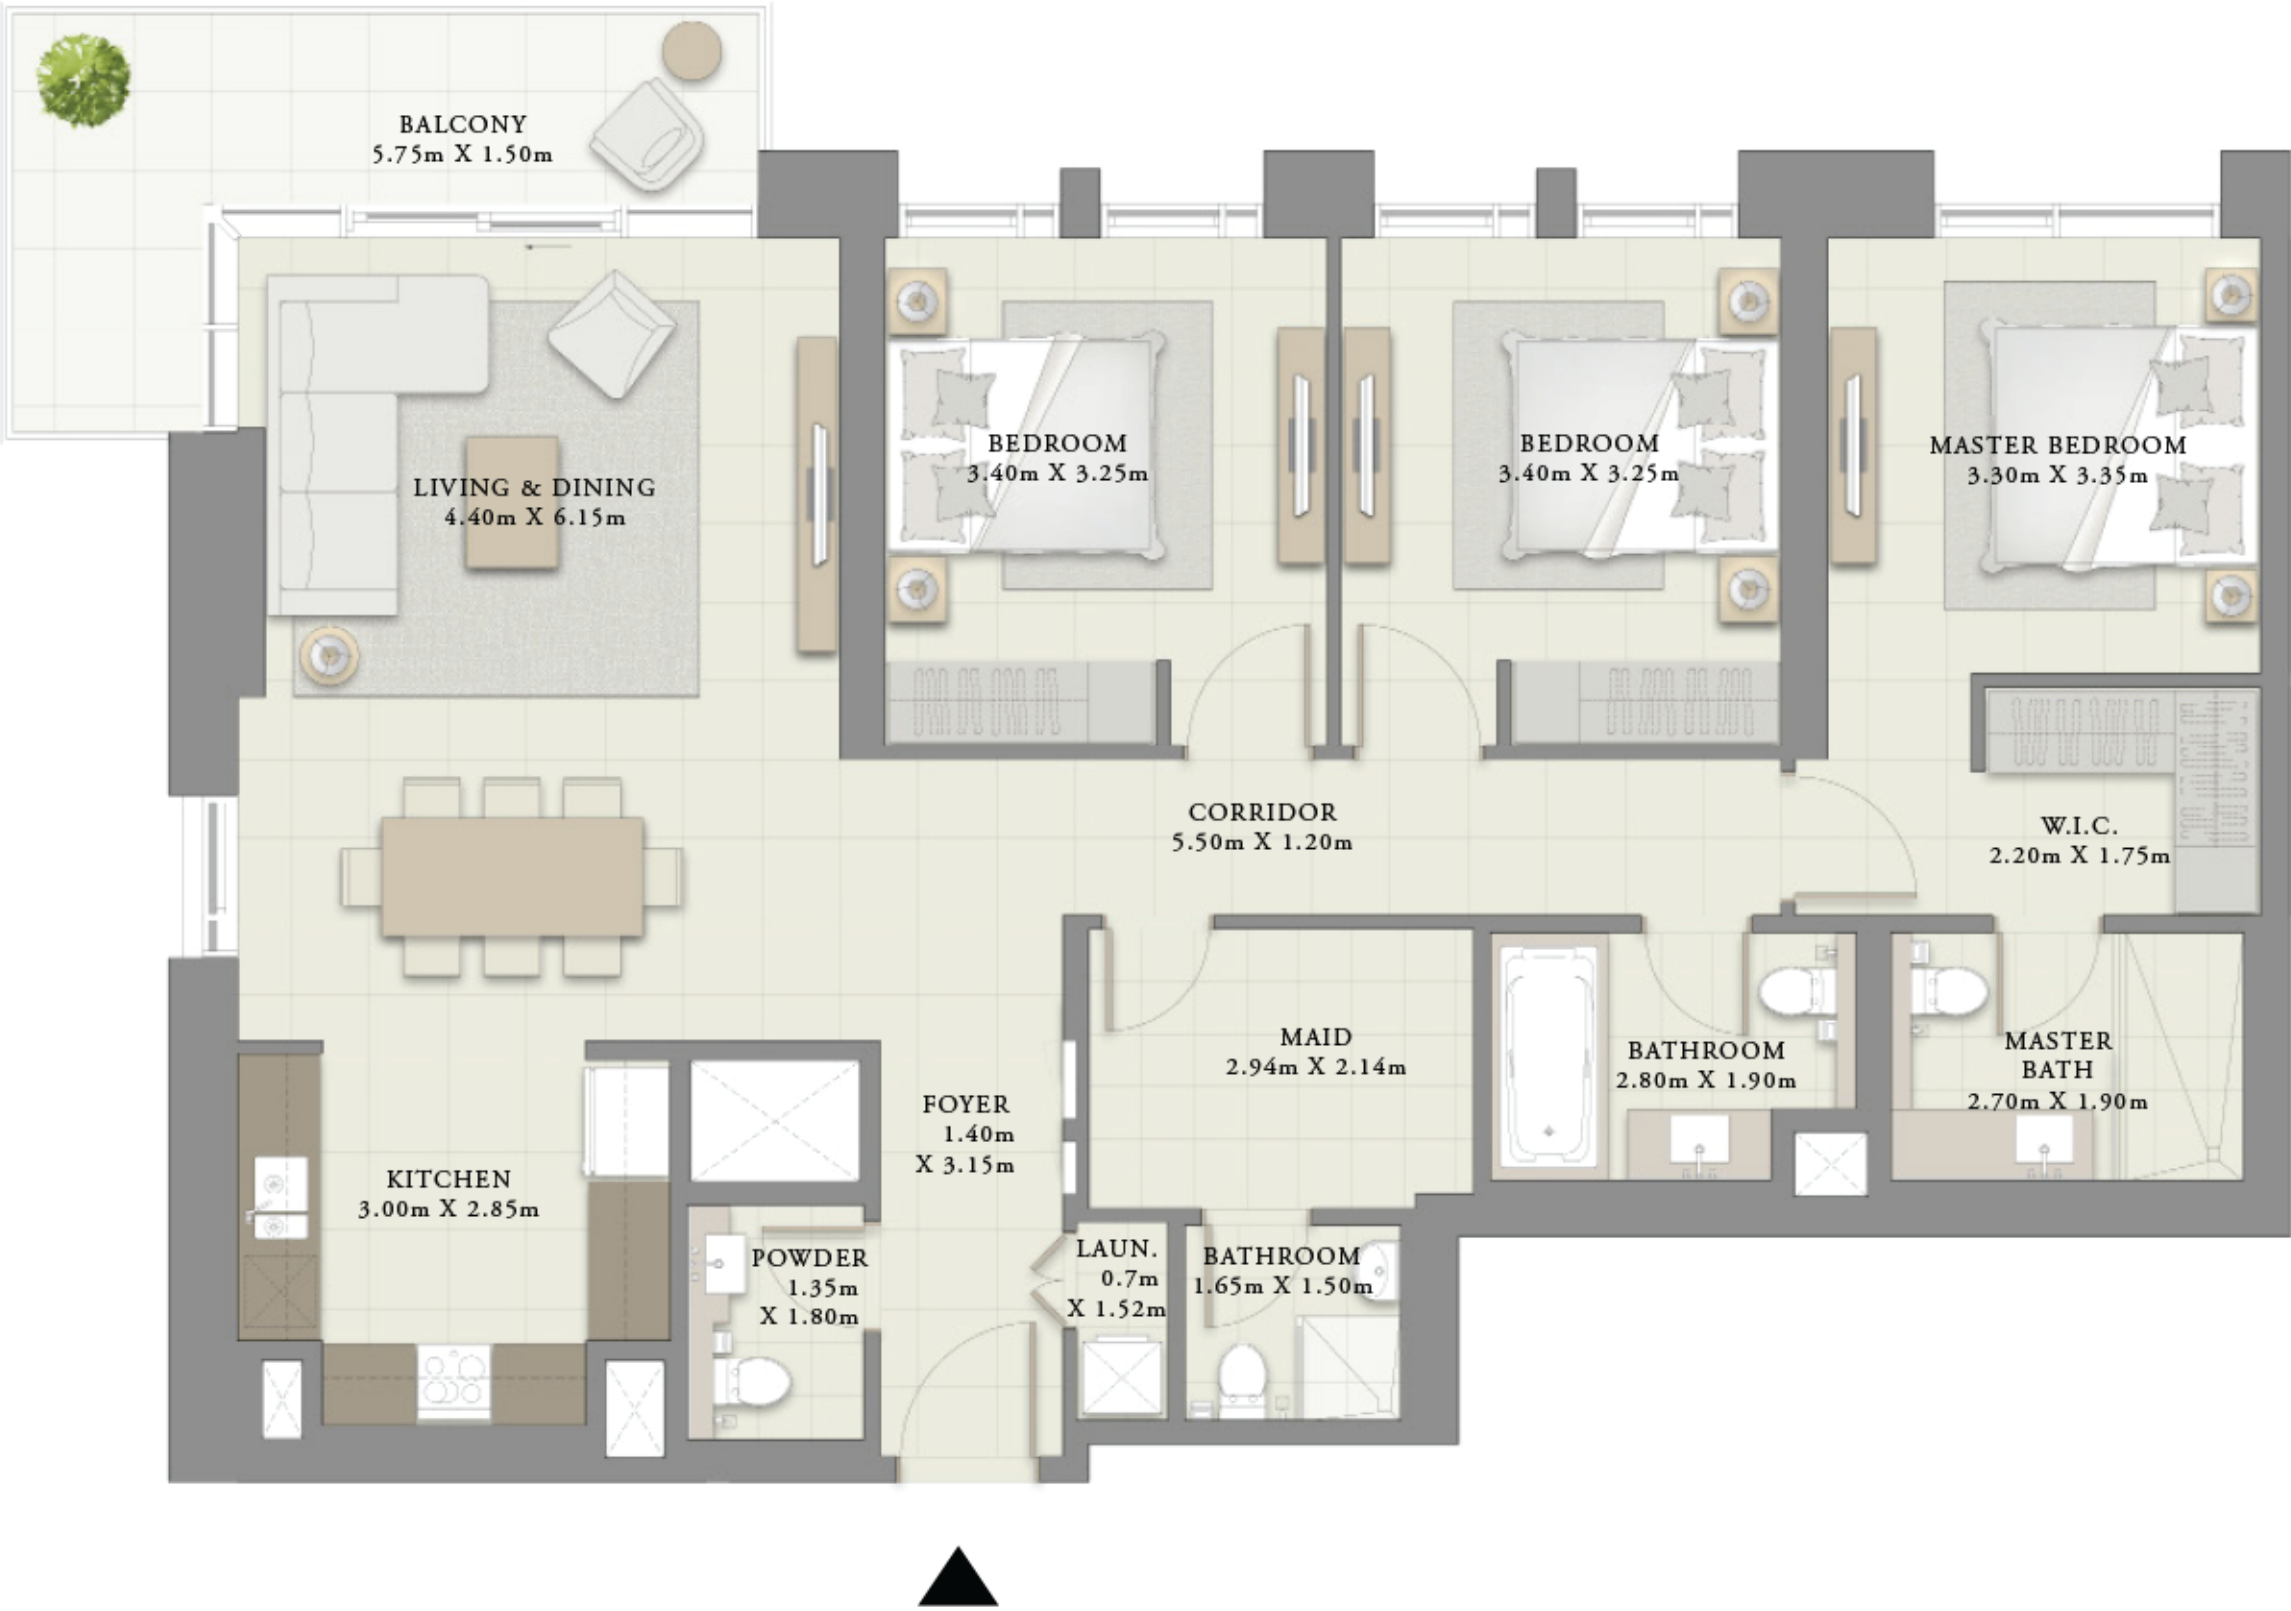 BALCONY
5.75m X 1.50m
LIVING & DINING
4.40m X 6.15m
BEDROOM
3.40m X 3.25m
BEDROOM
3.40m X 3.25m
MASTER BEDROOM
3.30m X 3.35m
CORRIDOR
5.50m X 1.20m
W.I.C.
2.20m X 1.75m
MAID
2.94m X 2.14m
BATHROOM
2.80m X 1.90m
MASTER
BATH
2.70m X 1.90m
FOYER
1.40m
X 3.15m
KITCHEN
3.00m X 2.85m
POWDER
1.35m
X 1.80m
LAUN.
0.7m
X 1.52m
BATHROOM
1.65m X 1.50m